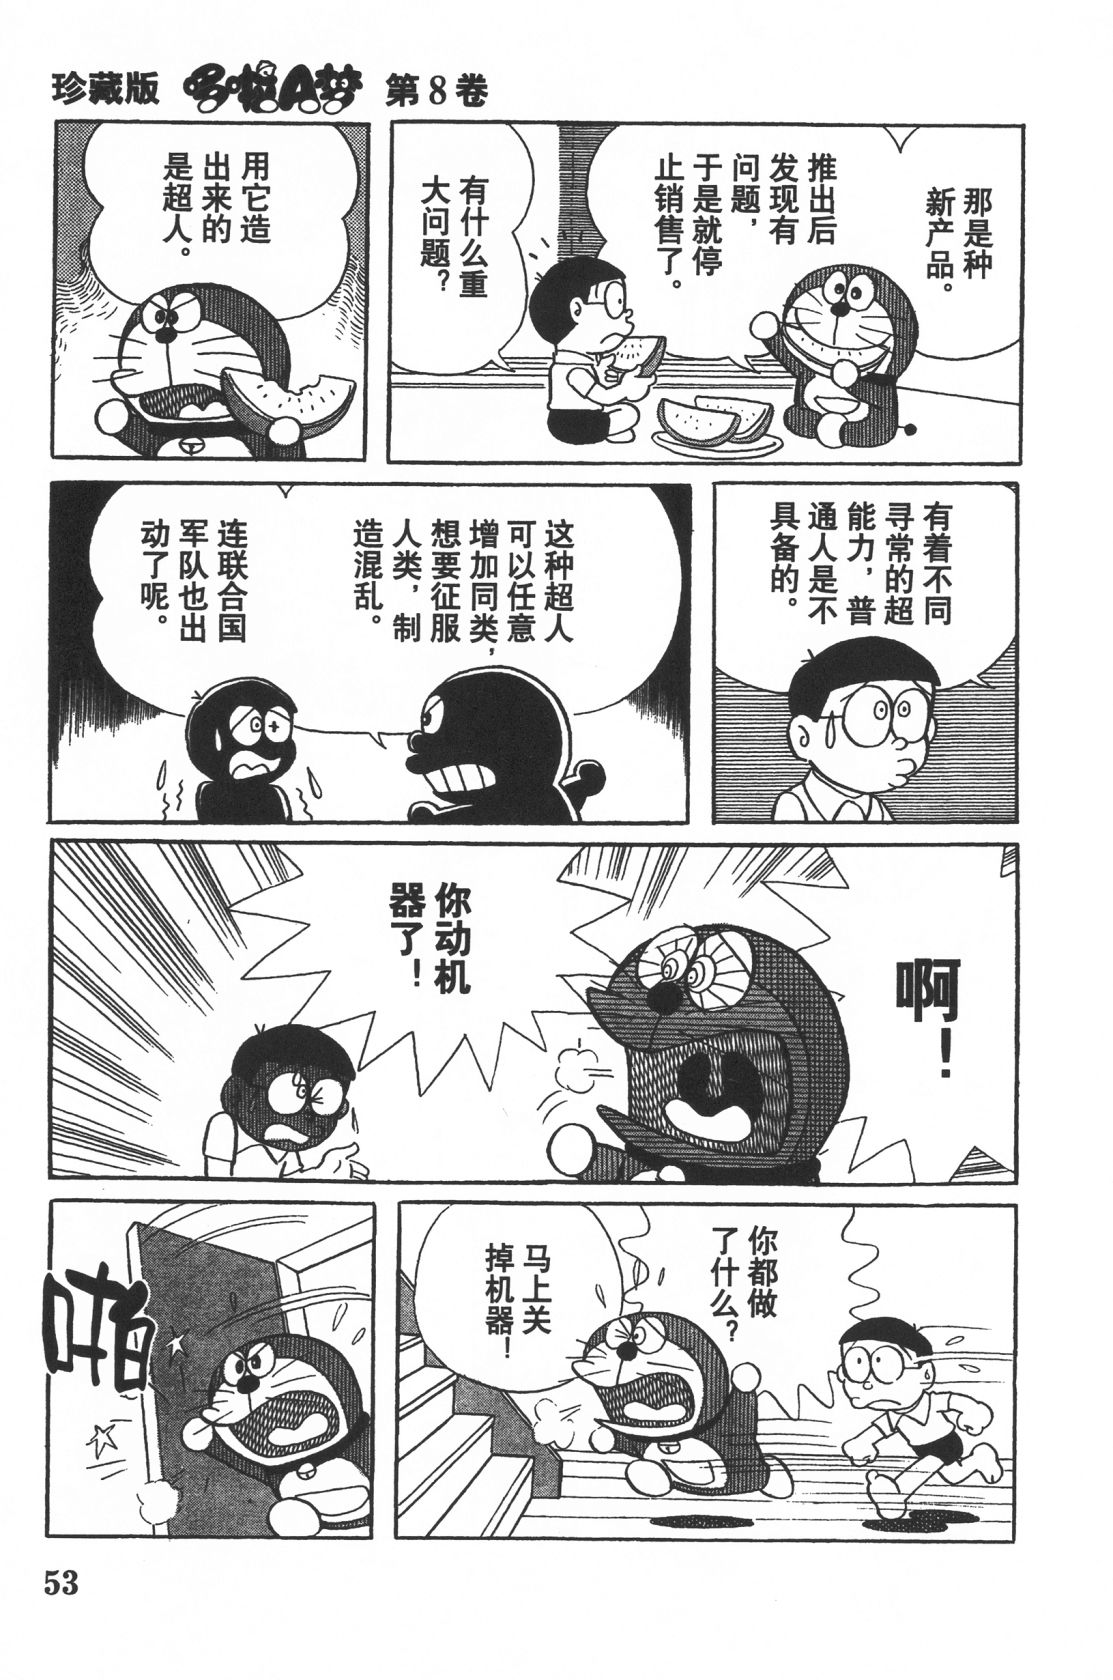 珍藏版 哆啦A梦 第8卷
那是种
新产品。
推出后
发现有
问题，
于是就停
止销售了。
有什么重
大问题？
用它造
出来的
是超人。
有着不同
寻常的超
能力，普
通人是不
具备的。
这种超人
可以任意
增加同类，
想要征服
人类，制
造混乱。
连联合国
军队也出
动了呢。
啊！
你动机
器了！
你都做
了什么？
马上关
掉机器！
啪
53